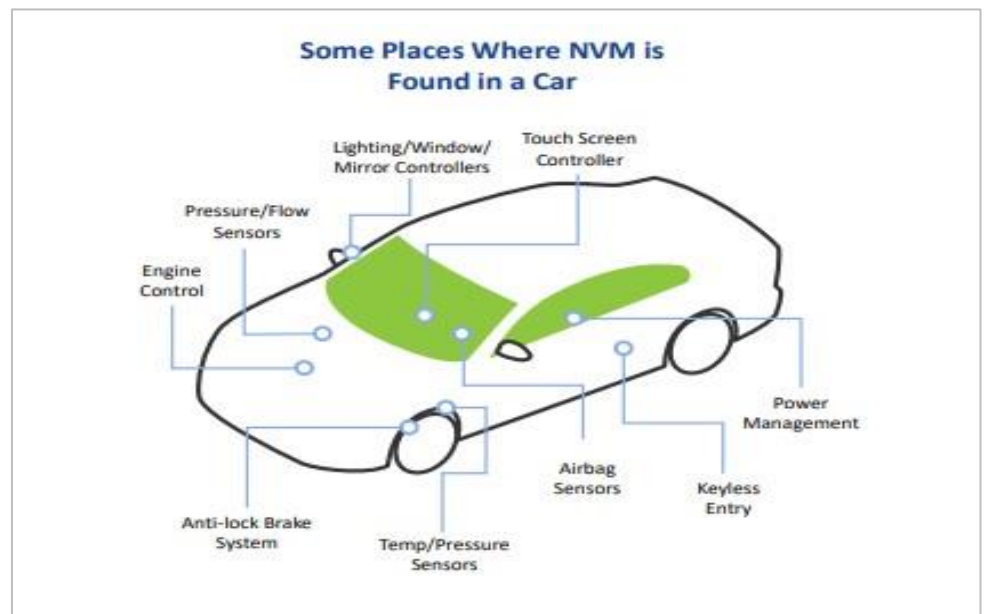 Some Places Where NVM is
Found in a Car
Lighting/Window/
Mirror Controllers
Touch Screen
Controller
Pressure/Flow
Sensors
Engine
Control
Power
Management
Airbag
Sensors
Keyless
Entry
Anti-lock Brake
System
Temp/Pressure
Sensors